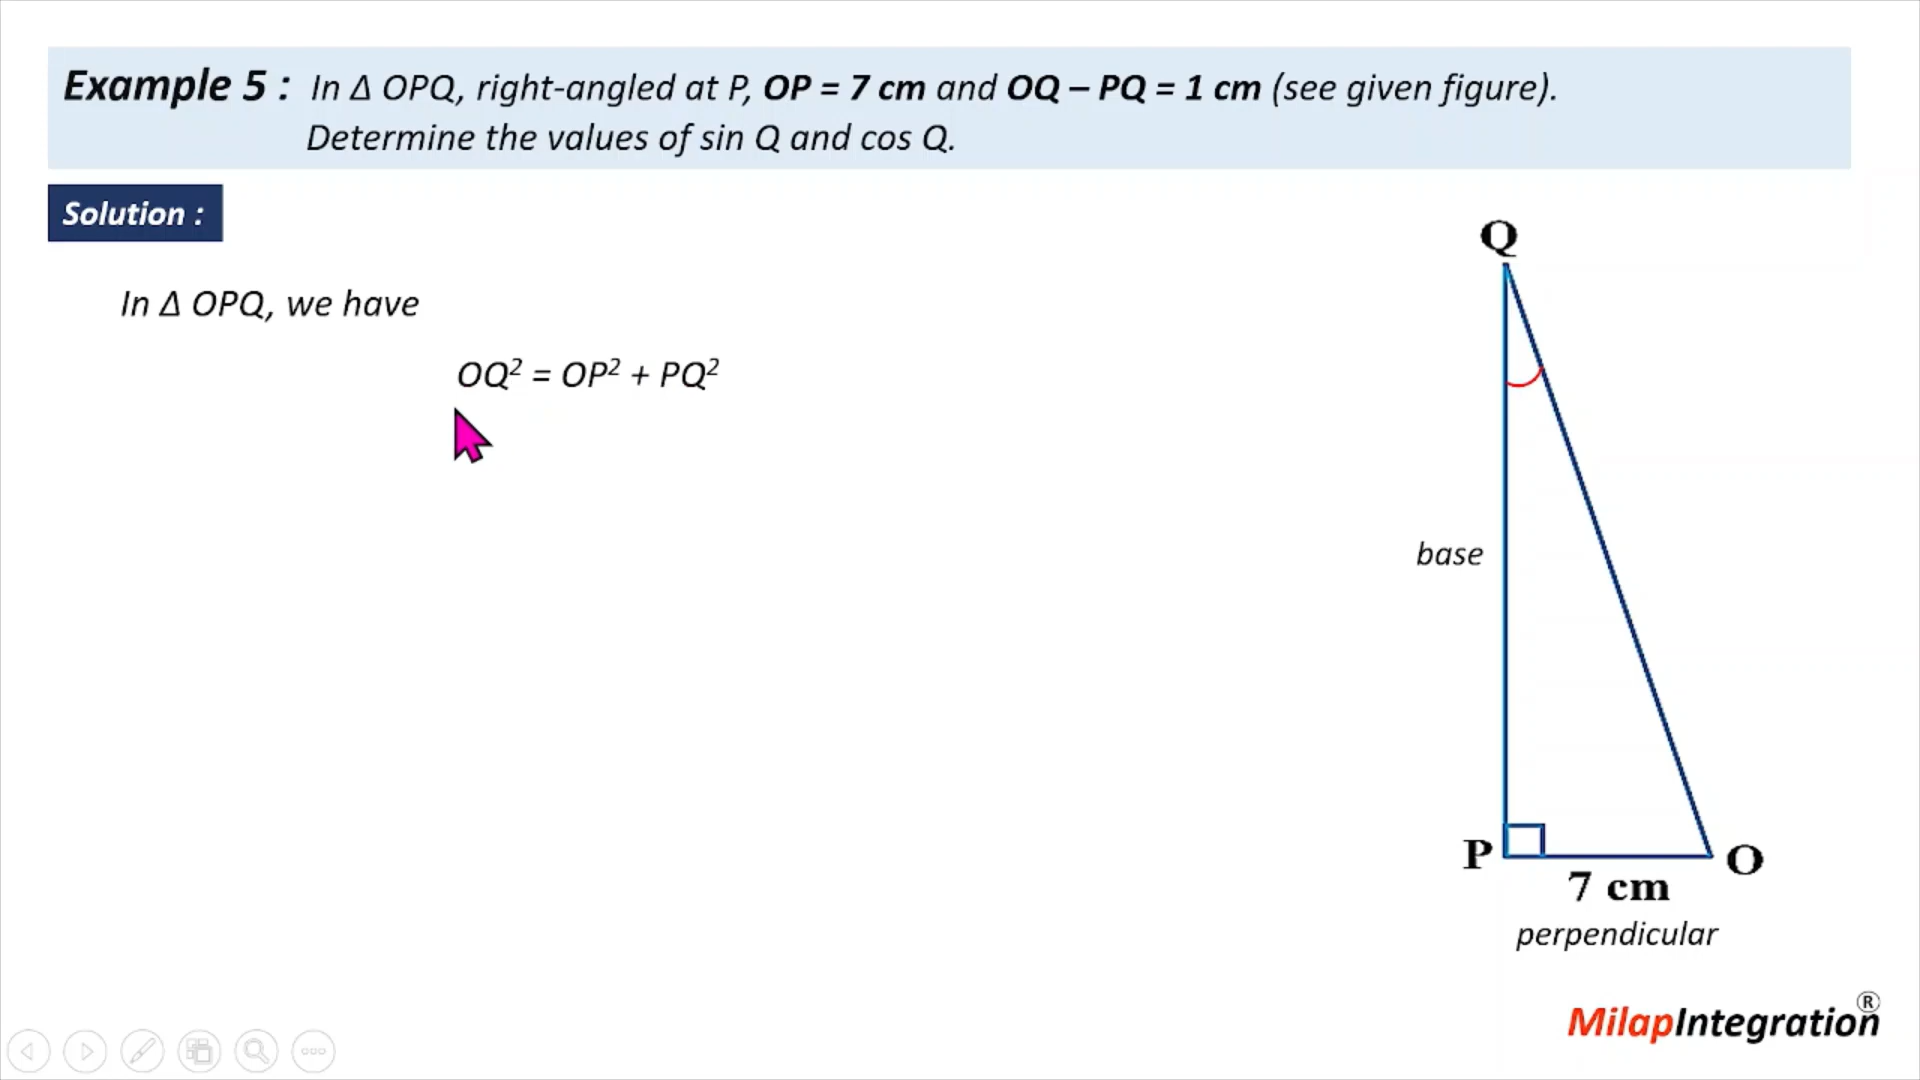 Example 5 : In Δ OPQ, right-angled at P, OP = 7 cm and OQ – PQ = 1 cm (see given figure).
Determine the values of sin Q and cos Q.
Solution :
In Δ OPQ, we have
OQ² = OP² + PQ²
Q
base
P
O
7 cm
perpendicular
MilapIntegration®